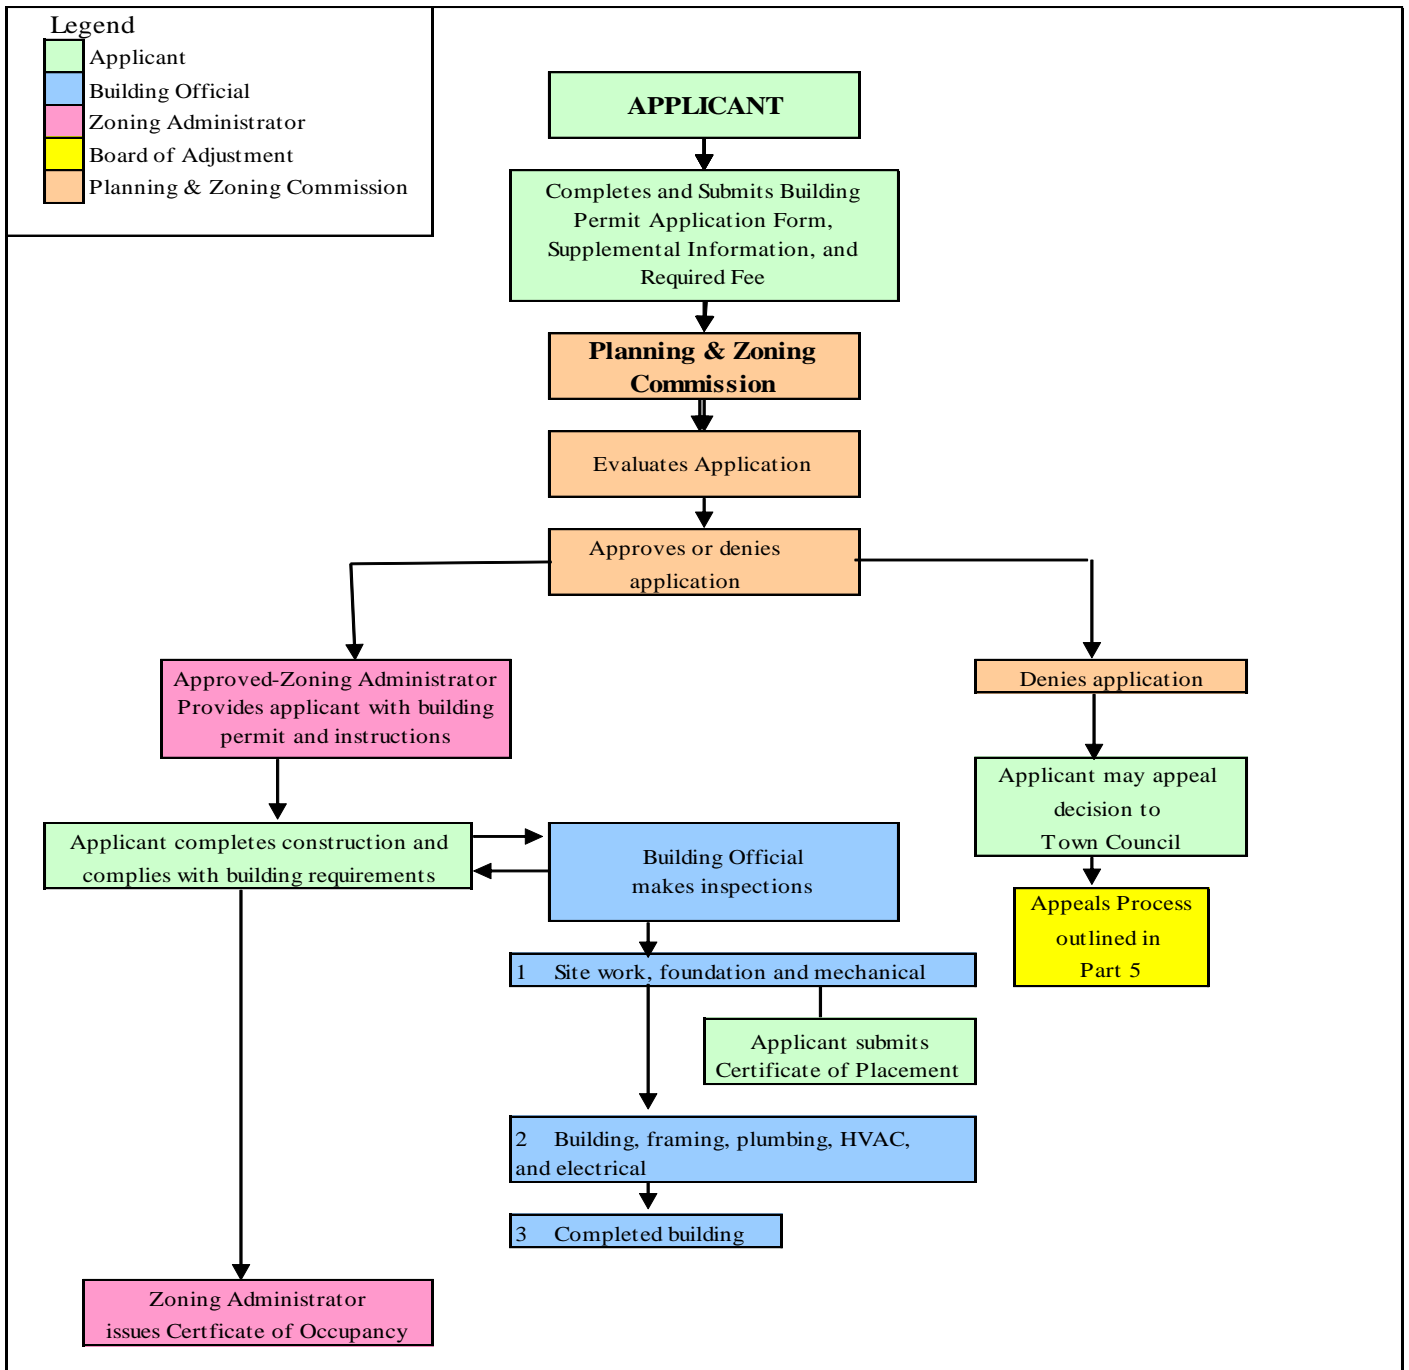 Legend
Applicant
Building Official
Zoning Administrator
Board of Adjustment
Planning & Zoning Commission
APPLICANT
Completes and Submits Building
Permit Application Form,
Supplemental Information, and
Required Fee
Planning & Zoning
Commission
Evaluates Application
Approves or denies
application
Approved-Zoning Administrator
Provides applicant with building
permit and instructions
Denies application
Applicant may appeal
decision to
Town Council
Applicant completes construction and
complies with building requirements
Building Official
makes inspections
Appeals Process
outlined in
Part 5
1 Site work, foundation and mechanical
Applicant submits
Certificate of Placement
2 Building, framing, plumbing, HVAC,
and electrical
3 Completed building
Zoning Administrator
issues Certficate of Occupancy